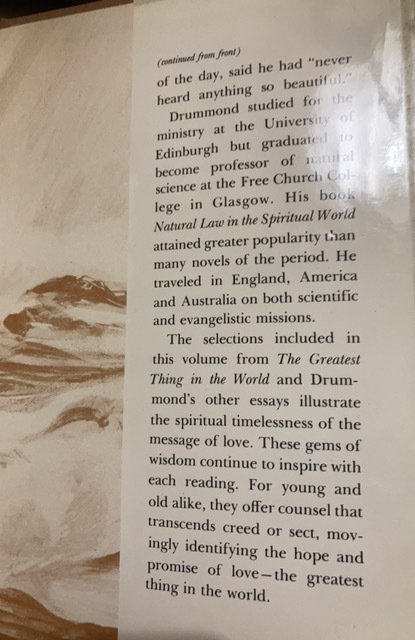 (continued from front)
of the day, said he had "never
heard anything so beautiful."
Drummond studied for the
ministry at the University of
Edinburgh but graduated to
become professor of natural
science at the Free Church Col-
lege in Glasgow. His book
Natural Law in the Spiritual World
attained greater popularity than
many novels of the period. He
traveled in England, America
and Australia on both scientific
and evangelistic missions.
The selections included in
this volume from The Greatest
Thing in the World and Drum-
mond's other essays illustrate
the spiritual timelessness of the
message of love. These gems of
wisdom continue to inspire with
each reading. For young and
old alike, they offer counsel that
transcends creed or sect, mov-
ingly identifying the hope and
promise of love—the greatest
thing in the world.